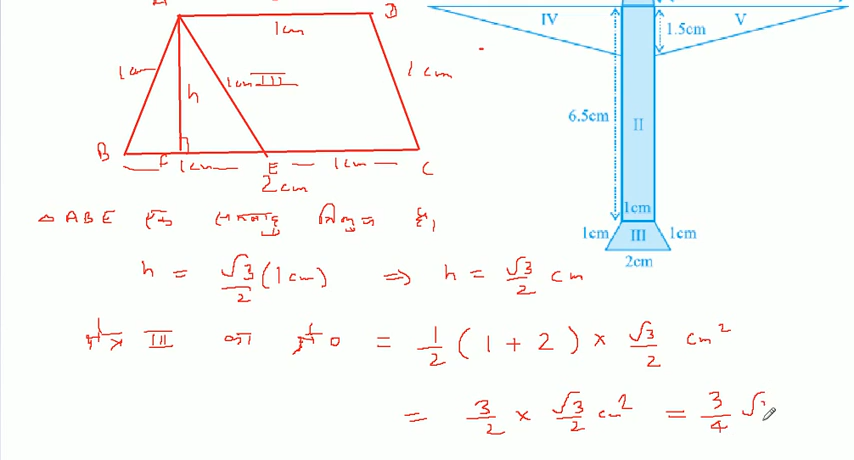 A
D
1cm
1cm
h
1cm III
1cm
B
F
1cm
E
1cm
C
2cm
IV
V
1.5cm
6.5cm
II
1cm
1cm
III
1cm
2cm
△ ABE एक समबाहु त्रिभुज है,
h = √3/2 (1cm) ⇒ h = √3/2 cm
III का क्षे० = 1/2 (1 + 2) × √3/2 cm²
= 3/2 × √3/2 cm² = 3/4 √